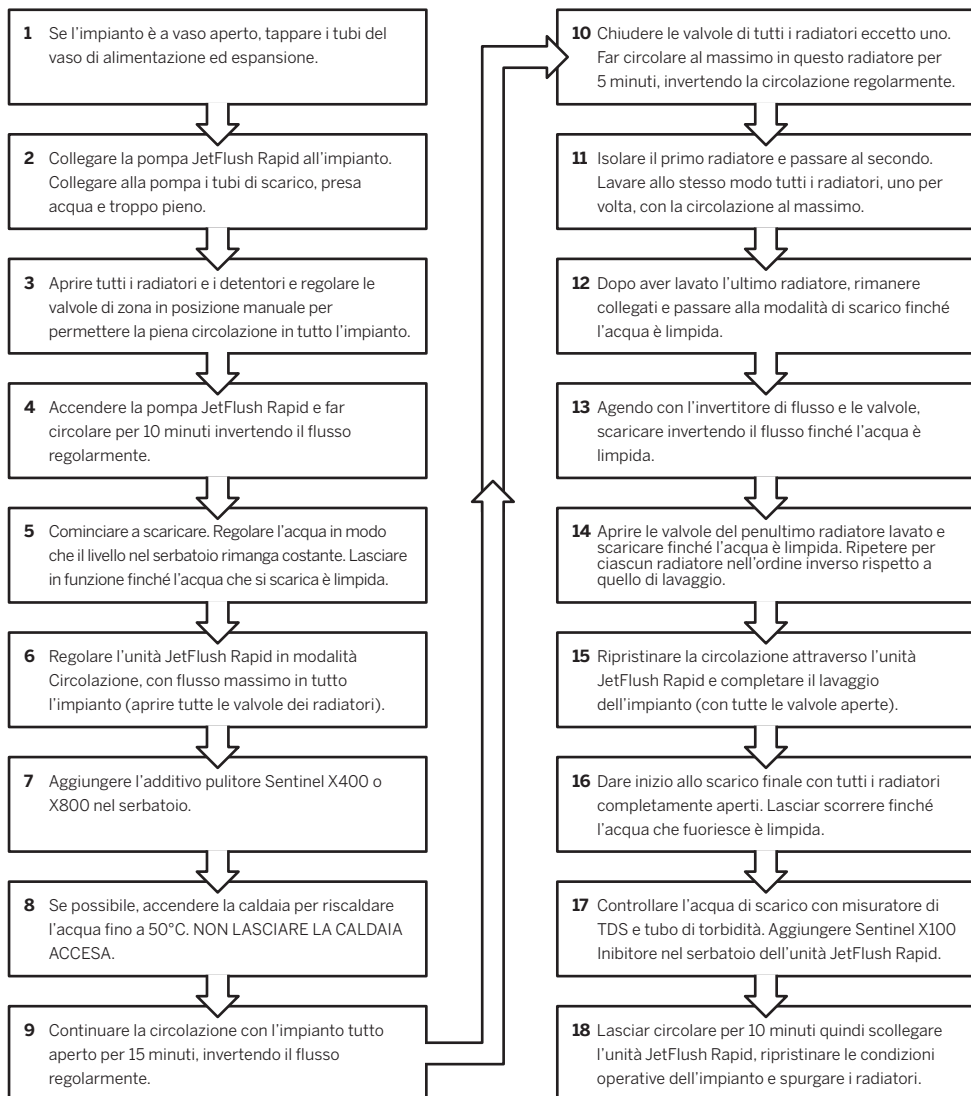 1 Se l'impianto è a vaso aperto, tappare i tubi del
vaso di alimentazione ed espansione.
2 Collegare la pompa JetFlush Rapid all'impianto.
Collegare alla pompa i tubi di scarico, presa
acqua e troppo pieno.
3 Aprire tutti i radiatori e i detentori e regolare le
valvole di zona in posizione manuale per
permettere la piena circolazione in tutto l'impianto.
4 Accendere la pompa JetFlush Rapid e far
circolare per 10 minuti invertendo il flusso
regolarmente.
5 Cominciare a scaricare. Regolare l'acqua in modo
che il livello nel serbatoio rimanga costante. Lasciare
in funzione finché l'acqua che si scarica è limpida.
6 Regolare l'unità JetFlush Rapid in modalità
Circolazione, con flusso massimo in tutto
l'impianto (aprire tutte le valvole dei radiatori).
7 Aggiungere l'additivo pulitore Sentinel X400 o
X800 nel serbatoio.
8 Se possibile, accendere la caldaia per riscaldare
l'acqua fino a 50°C. NON LASCIARE LA CALDAIA
ACCESA.
9 Continuare la circolazione con l'impianto tutto
aperto per 15 minuti, invertendo il flusso
regolarmente.
10 Chiudere le valvole di tutti i radiatori eccetto uno.
Far circolare al massimo in questo radiatore per
5 minuti, invertendo la circolazione regolarmente.
11 Isolare il primo radiatore e passare al secondo.
Lavare allo stesso modo tutti i radiatori, uno per
volta, con la circolazione al massimo.
12 Dopo aver lavato l'ultimo radiatore, rimanere
collegati e passare alla modalità di scarico finché
l'acqua è limpida.
13 Agendo con l'invertitore di flusso e le valvole,
scaricare invertendo il flusso finché l'acqua è
limpida.
14 Aprire le valvole del penultimo radiatore lavato e
scaricare finché l'acqua è limpida. Ripetere per
ciascun radiatore nell'ordine inverso rispetto a
quello di lavaggio.
15 Ripristinare la circolazione attraverso l'unità
JetFlush Rapid e completare il lavaggio
dell'impianto (con tutte le valvole aperte).
16 Dare inizio allo scarico finale con tutti i radiatori
completamente aperti. Lasciar scorrere finché
l'acqua che fuoriesce è limpida.
17 Controllare l'acqua di scarico con misuratore di
TDS e tubo di torbidità. Aggiungere Sentinel X100
Inibitore nel serbatoio dell'unità JetFlush Rapid.
18 Lasciar circolare per 10 minuti quindi scollegare
l'unità JetFlush Rapid, ripristinare le condizioni
operative dell'impianto e spurgare i radiatori.